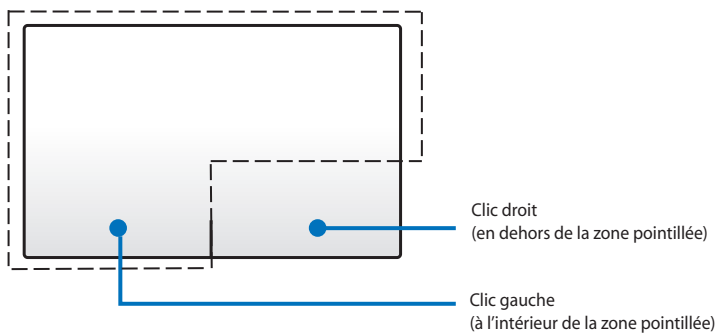 Clic droit
(en dehors de la zone pointillée)
Clic gauche
(à l'intérieur de la zone pointillée)